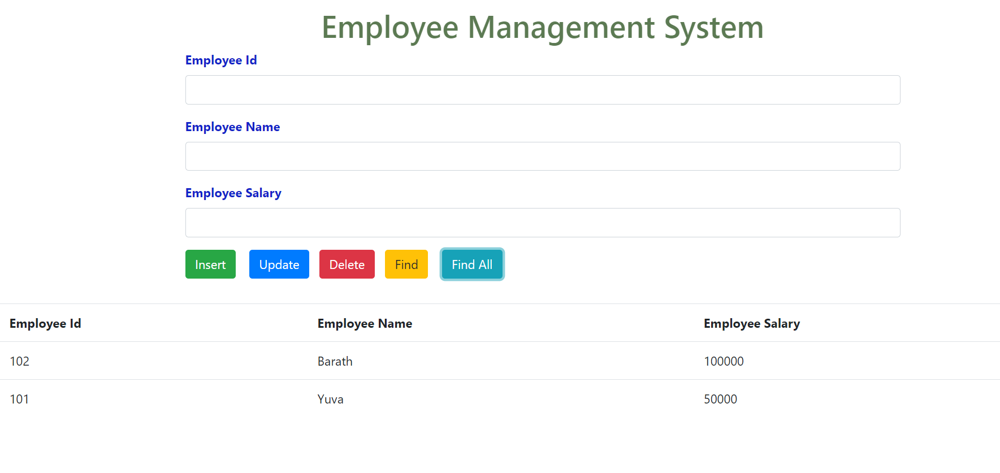 Employee Management System
Employee Id
Employee Name
Employee Salary
Insert Update Delete Find Find All
Employee Id Employee Name Employee Salary
102 Barath 100000
101 Yuva 50000